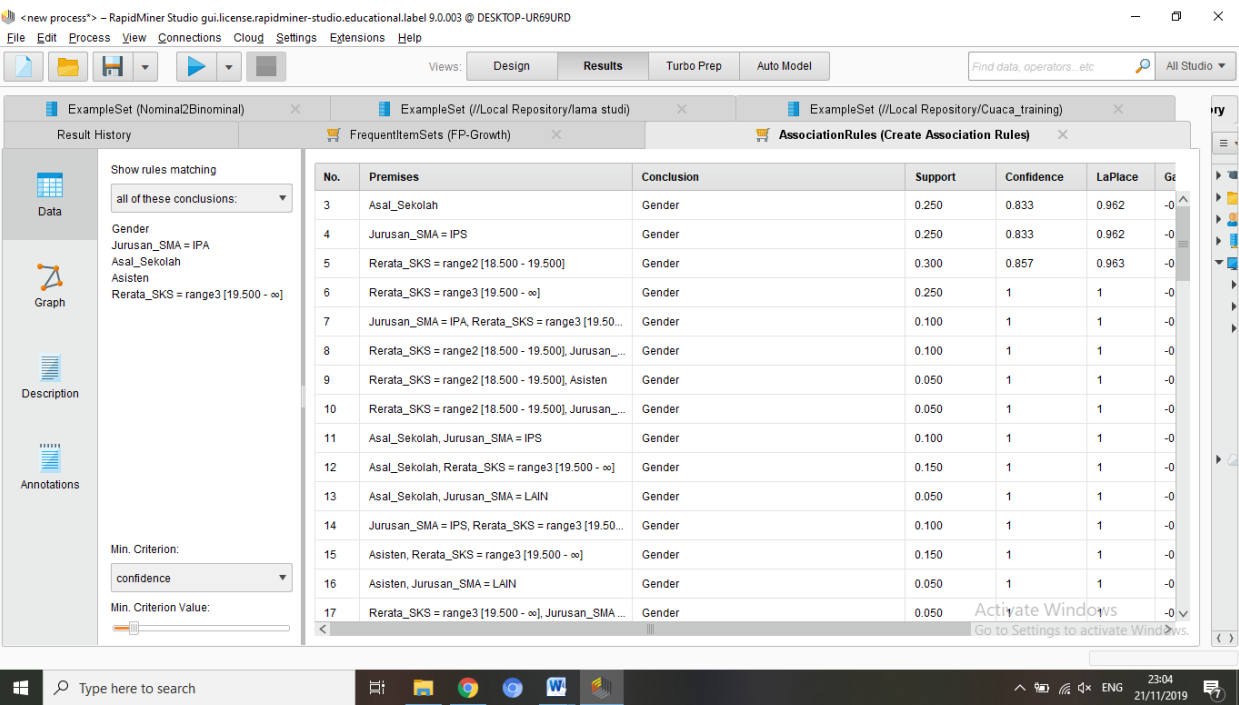 <new process*> – RapidMiner Studio gui.license.rapidminer-studio.educational.label 9.0.003 @ DESKTOP-UR69URD
File Edit Process View Connections Cloud Settings Extensions Help
Views: Design Results Turbo Prep Auto Model Find data, operators...etc All Studio ▼
ExampleSet (Nominal2Binominal) ExampleSet (///Local Repository/lama studi) ExampleSet (///Local Repository/Cuaca_training) ory
Result History FrequentItemSets (FP-Growth) AssociationRules (Create Association Rules)
Data
Graph
Description
Annotations
Show rules matching
all of these conclusions:
Gender
Jurusan_SMA = IPA
Asal_Sekolah
Asisten
Rerata_SKS = range3 [19.500 - ∞]
Min. Criterion:
confidence
Min. Criterion Value:
No. Premises Conclusion Support Confidence LaPlace Ga
3 Asal_Sekolah Gender 0.250 0.833 0.962 -0
4 Jurusan_SMA = IPS Gender 0.250 0.833 0.962 -0
5 Rerata_SKS = range2 [18.500 - 19.500] Gender 0.300 0.857 0.963 -0
6 Rerata_SKS = range3 [19.500 - ∞] Gender 0.250 1 1 -0
7 Jurusan_SMA = IPA, Rerata_SKS = range3 [19.50... Gender 0.100 1 1 -0
8 Rerata_SKS = range2 [18.500 - 19.500], Jurusan_... Gender 0.100 1 1 -0
9 Rerata_SKS = range2 [18.500 - 19.500], Asisten Gender 0.050 1 1 -0
10 Rerata_SKS = range2 [18.500 - 19.500], Jurusan_... Gender 0.050 1 1 -0
11 Asal_Sekolah, Jurusan_SMA = IPS Gender 0.100 1 1 -0
12 Asal_Sekolah, Rerata_SKS = range3 [19.500 - ∞] Gender 0.150 1 1 -0
13 Asal_Sekolah, Jurusan_SMA = LAIN Gender 0.050 1 1 -0
14 Jurusan_SMA = IPS, Rerata_SKS = range3 [19.50... Gender 0.100 1 1 -0
15 Asisten, Rerata_SKS = range3 [19.500 - ∞] Gender 0.150 1 1 -0
16 Asisten, Jurusan_SMA = LAIN Gender 0.050 1 1 -0
17 Rerata_SKS = range3 [19.500 - ∞], Jurusan_SMA ... Gender 0.050 1 1 -0
Activate Windows
Go to Settings to activate Windows.
Type here to search
ENG
23:04
21/11/2019
7